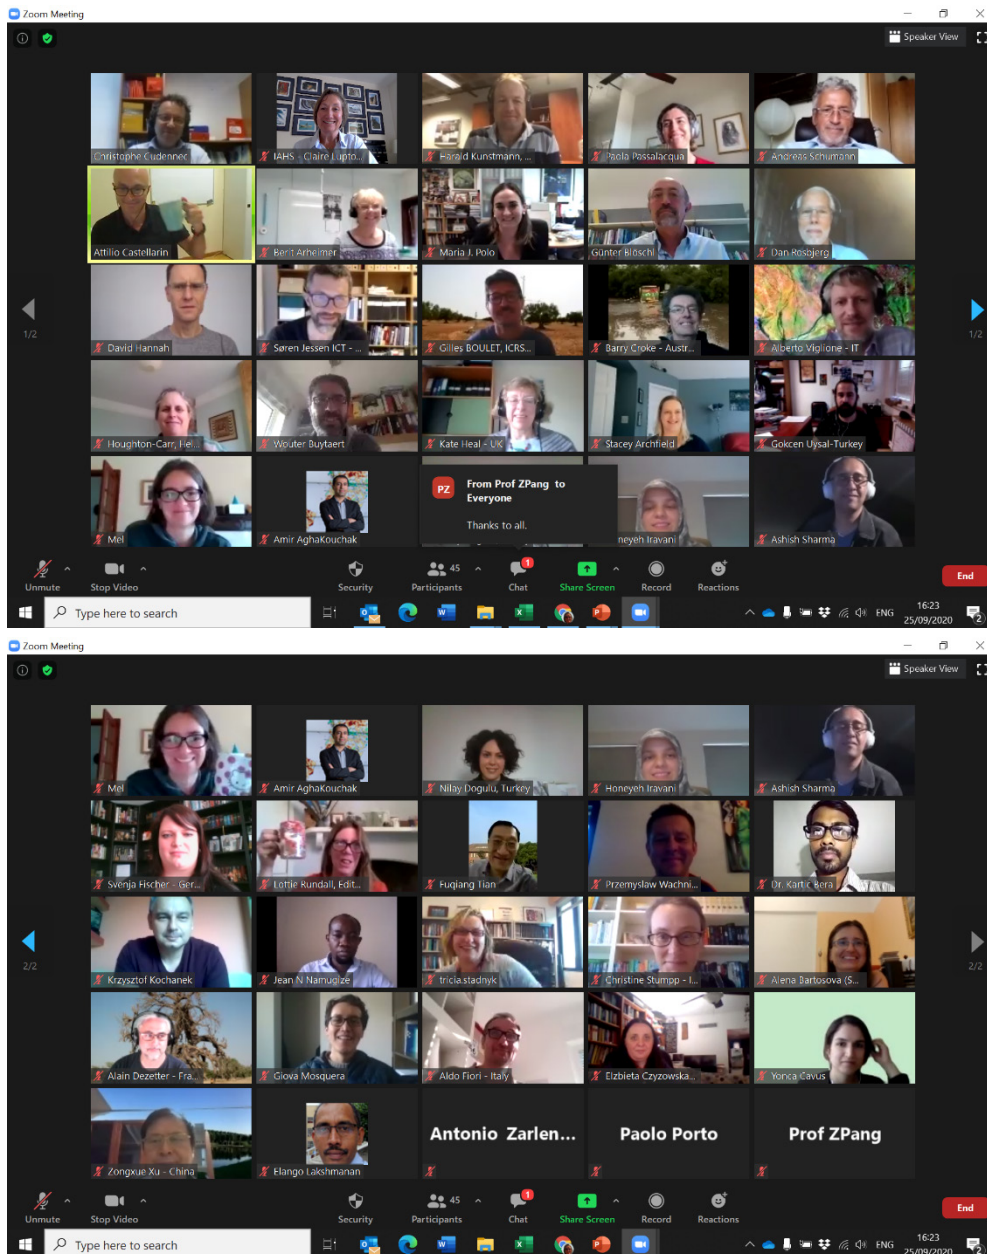 Zoom Meeting
Speaker View
Christophe Cudennec
IAHS - Claire Lupto...
Harald Kunstmann, ...
Paola Passalacqua
Andreas Schumann
Attilio Castellarin
Berit Arheimer
Maria J. Polo
Günter Blöschl
Dan Rosbjerg
1/2
David Hannah
Søren Jessen ICT - ...
Gilles BOULET, ICRS...
Barry Croke - Austr...
Alberto Viglione - IT
1/2
Houghton-Carr, Hel...
Wouter Buytaert
Kate Heal - UK
Stacey Archfield
Gokcen Uysal-Turkey
PZ
From Prof ZPang to
Everyone
Thanks to all.
Mel
Amir AghaKouchak
neyeh Iravani
Ashish Sharma
Unmute
Stop Video
Security
45
Participants
1
Chat
Share Screen
Record
Reactions
End
Type here to search
ENG
16:23
25/09/2020
2
Zoom Meeting
Speaker View
Mel
Amir AghaKouchak
Nilay Dogulu, Turkey
Honeyeh Iravani
Ashish Sharma
Svenja Fischer - Ger...
Lottie Rundall, Edit...
Fuqiang Tian
Przemyslaw Wachni...
Dr. Kartic Bera
2/2
Krzysztof Kochanek
Jean N Namugize
tricia.stadnyk
Christine Stumpp - I...
Alena Bartosova (S...
2/2
Alain Dezetter - Fra...
Giova Mosquera
Aldo Fiori - Italy
Elzbieta Czyzowska...
Yonca Cavus
Zongxue Xu - China
Elango Lakshmanan
Antonio Zarlen...
Paolo Porto
Prof ZPang
Unmute
Stop Video
Security
45
Participants
1
Chat
Share Screen
Record
Reactions
End
Type here to search
ENG
16:23
25/09/2020
2